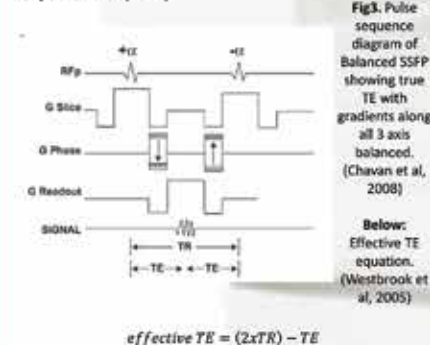 +α
-α
RFp
G Slice
G Phase
G Readout
SIGNAL
TR
TE
TE
Fig3. Pulse
sequence
diagram of
Balanced SSFP
showing true
TE with
gradients along
all 3 axis
balanced.
(Chavan et al,
2008)
Below:
Effective TE
equation.
(Westbrook et
al, 2005)
effective TE = (2xTR) − TE